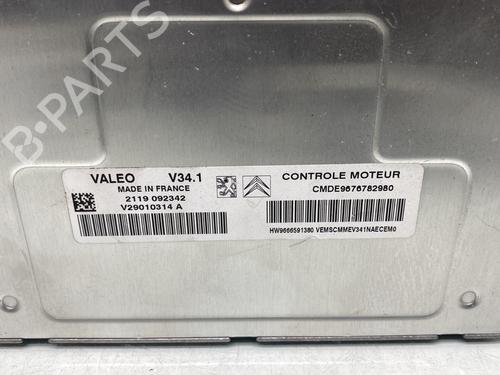 B-PARTS
VALEO V34.1
MADE IN FRANCE
2119 092342
V29010314 A
CONTROLE MOTEUR
CMDE9676782980
HW9666591380 VEMSCMMEV341NAECEM0